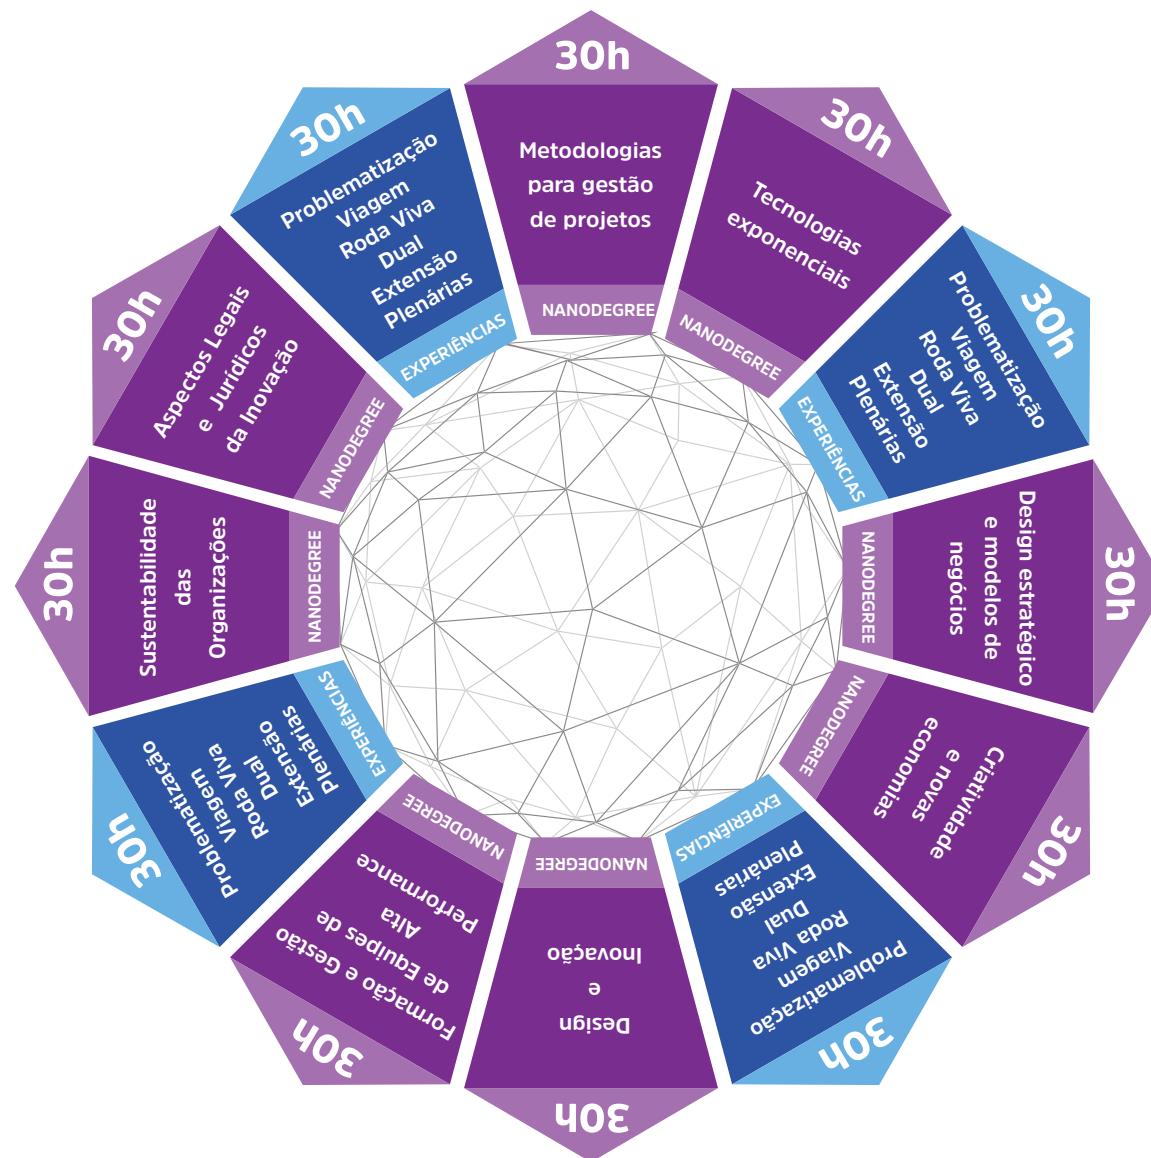 30h
Metodologias
para gestão
de projetos
NANODEGREE
30h
Tecnologias
exponenciais
NANODEGREE
30h
Problematização
Viagem
Roda Viva
Dual
Extensão
Plenárias
EXPERIÊNCIAS
30h
Design estratégico
e modelos de
negócios
NANODEGREE
30h
Criatividade
e novas
economias
NANODEGREE
30h
Problematização
Viagem
Roda Viva
Dual
Extensão
Plenárias
EXPERIÊNCIAS
30h
Design
e
Inovação
NANODEGREE
30h
Formação e Gestão
de Equipes de
Alta
Performance
NANODEGREE
30h
Problematização
Viagem
Roda Viva
Dual
Extensão
Plenárias
EXPERIÊNCIAS
30h
Sustentabilidade
das
Organizações
NANODEGREE
30h
Aspectos Legais
e Jurídicos
da Inovação
NANODEGREE
30h
Problematização
Viagem
Roda Viva
Dual
Extensão
Plenárias
EXPERIÊNCIAS